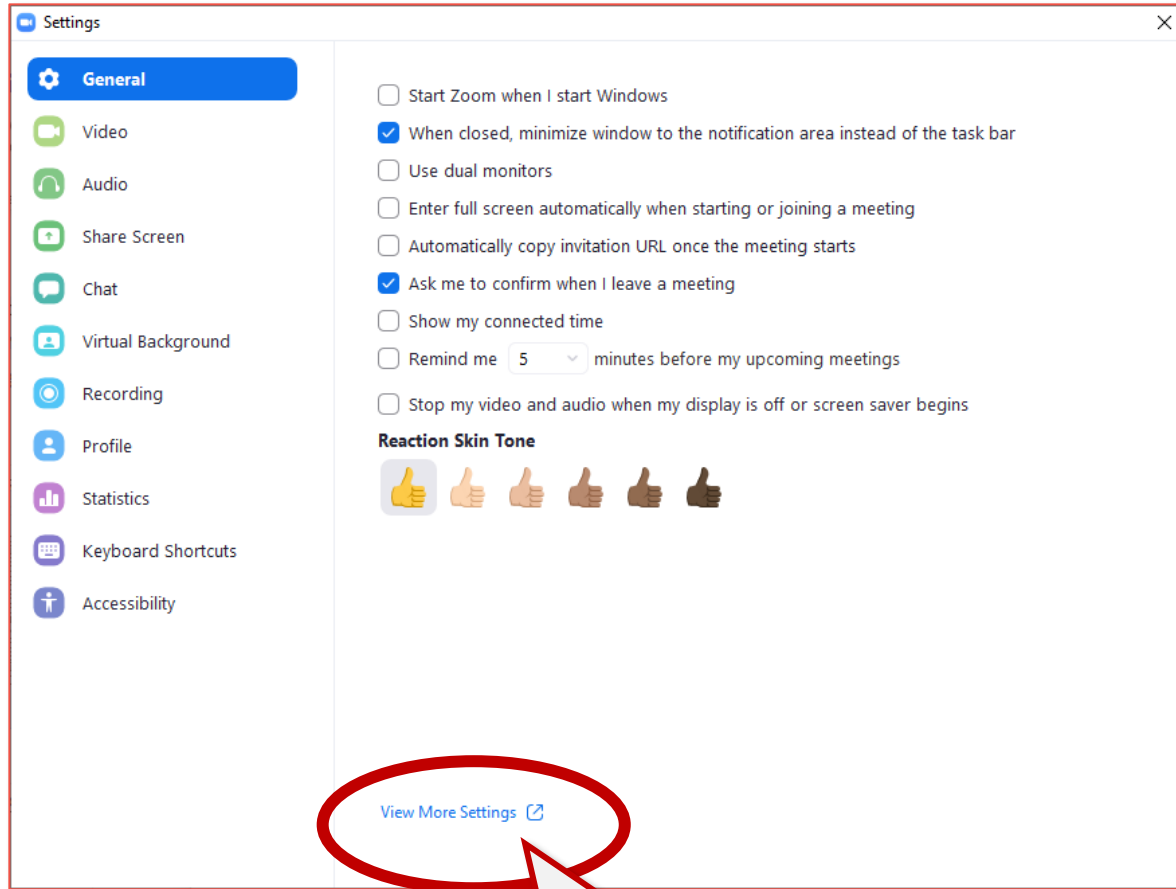 Settings
General
Video
Audio
Share Screen
Chat
Virtual Background
Recording
Profile
Statistics
Keyboard Shortcuts
Accessibility
Start Zoom when I start Windows
When closed, minimize window to the notification area instead of the task bar
Use dual monitors
Enter full screen automatically when starting or joining a meeting
Automatically copy invitation URL once the meeting starts
Ask me to confirm when I leave a meeting
Show my connected time
Remind me 5 minutes before my upcoming meetings
Stop my video and audio when my display is off or screen saver begins
Reaction Skin Tone
View More Settings